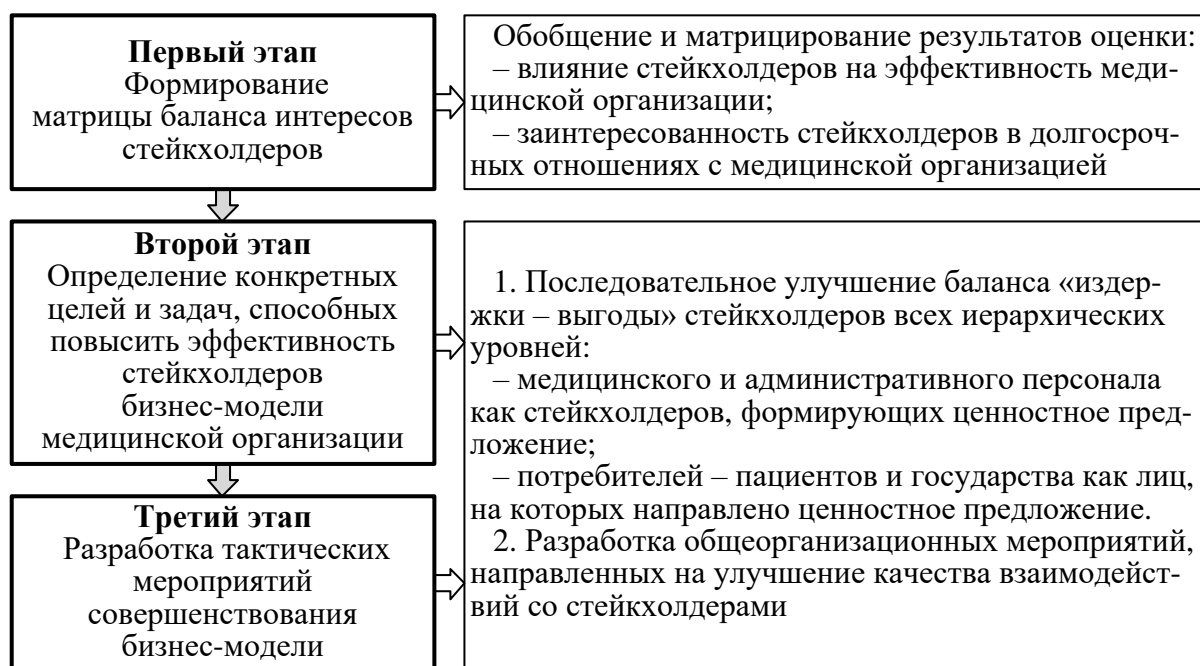 Первый этап
Формирование
матрицы баланса интересов
стейкхолдеров
Обобщение и матрицирование результатов оценки:
– влияние стейкхолдеров на эффективность меди-
цинской организации;
– заинтересованность стейкхолдеров в долгосроч-
ных отношениях с медицинской организацией
Второй этап
Определение конкретных
целей и задач, способных
повысить эффективность
стейкхолдеров
бизнес-модели
медицинской организации
Третий этап
Разработка тактических
мероприятий
совершенствования
бизнес-модели
1. Последовательное улучшение баланса «издер-
жки – выгоды» стейкхолдеров всех иерархических
уровней:
– медицинского и административного персонала
как стейкхолдеров, формирующих ценностное пред-
ложение;
– потребителей – пациентов и государства как лиц,
на которых направлено ценностное предложение.
2. Разработка общеорганизационных мероприятий,
направленных на улучшение качества взаимодейст-
вий со стейкхолдерами